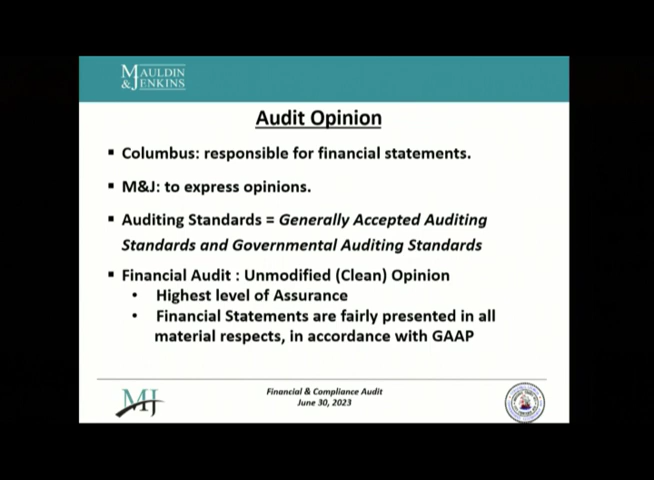 MAULDIN
& JENKINS
Audit Opinion
▪ Columbus: responsible for financial statements.
▪ M&J: to express opinions.
▪ Auditing Standards = Generally Accepted Auditing
Standards and Governmental Auditing Standards
▪ Financial Audit : Unmodified (Clean) Opinion
• Highest level of Assurance
• Financial Statements are fairly presented in all
material respects, in accordance with GAAP
MJ
Financial & Compliance Audit
June 30, 2023